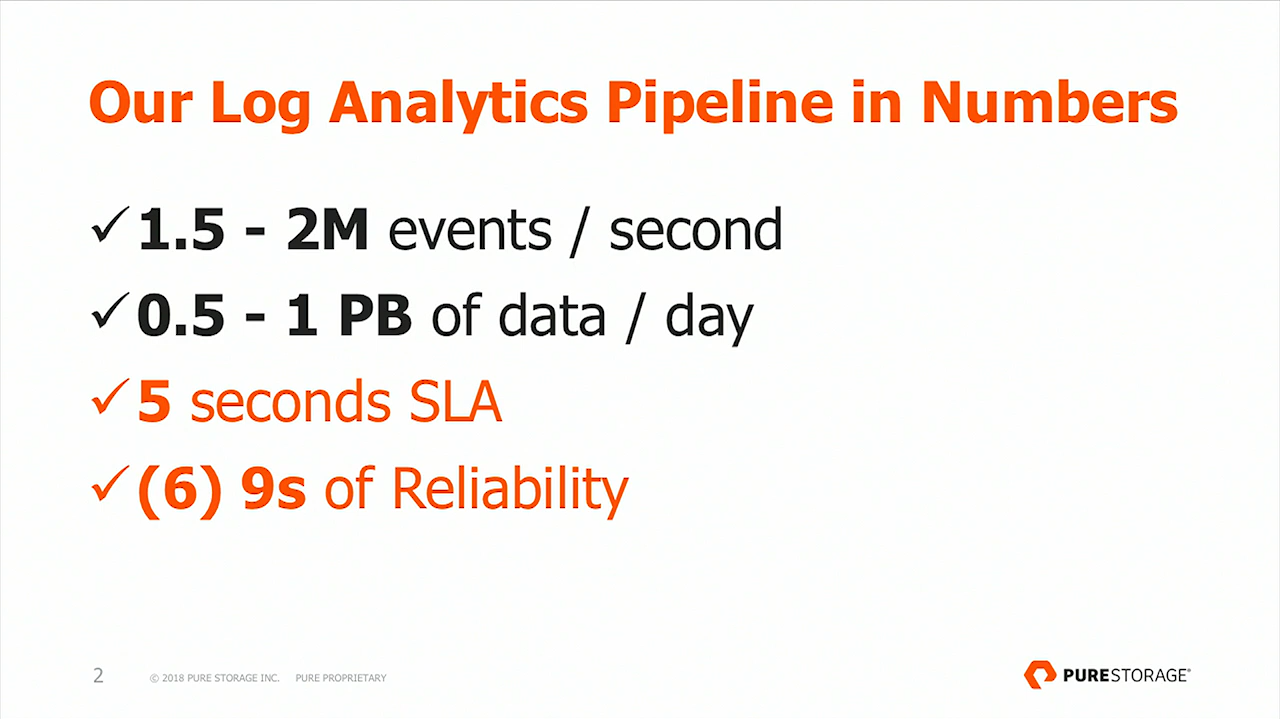 Our Log Analytics Pipeline in Numbers
✓ 1.5 - 2M events / second
✓ 0.5 - 1 PB of data / day
✓ 5 seconds SLA
✓ (6) 9s of Reliability
2 © 2018 PURE STORAGE INC. PURE PROPRIETARY
PURESTORAGE®